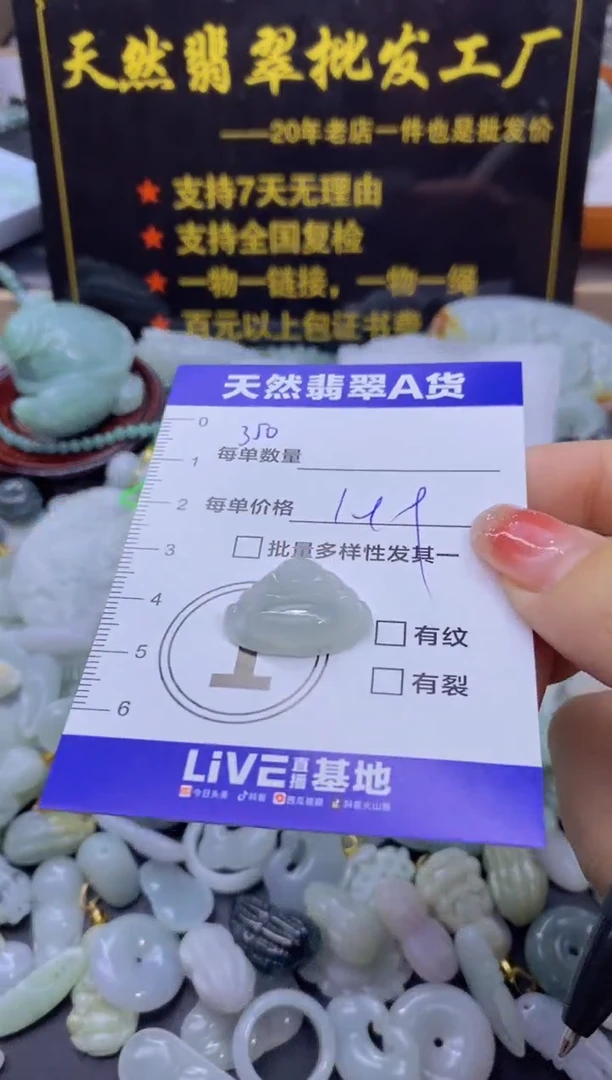 天然翡翠批发工厂
——20年老店一件也是批发价
★ 支持7天无理由
★ 支持全国复检
★ 一物一链接，一物一绳
★ 百元以上包证书费
天然翡翠A货
0
350
1 每单数量
2 每单价格
3 批量多样性发其一
4
5 有纹
有裂
6
LiVE直播基地
今日头条 抖音 西瓜视频 抖音火山版